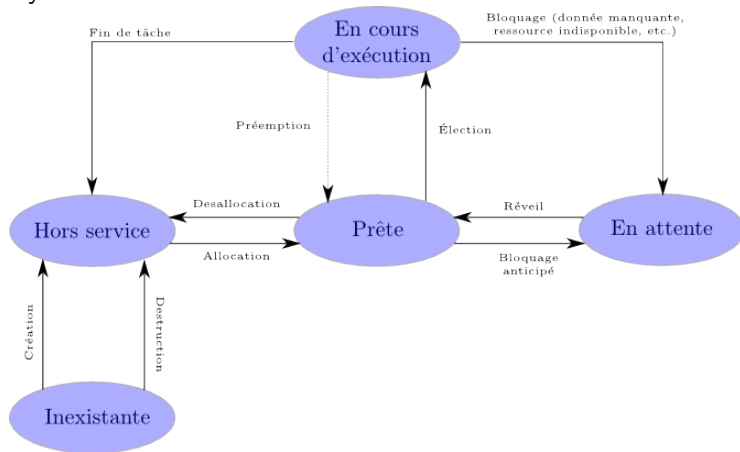 En cours
d'exécution
Fin de tâche
Bloquage (donnée manquante,
ressource indisponible, etc.)
Préemption
Élection
Hors service
Desallocation
Allocation
Prête
Réveil
Bloquage
anticipé
En attente
Création
Destruction
Inexistante